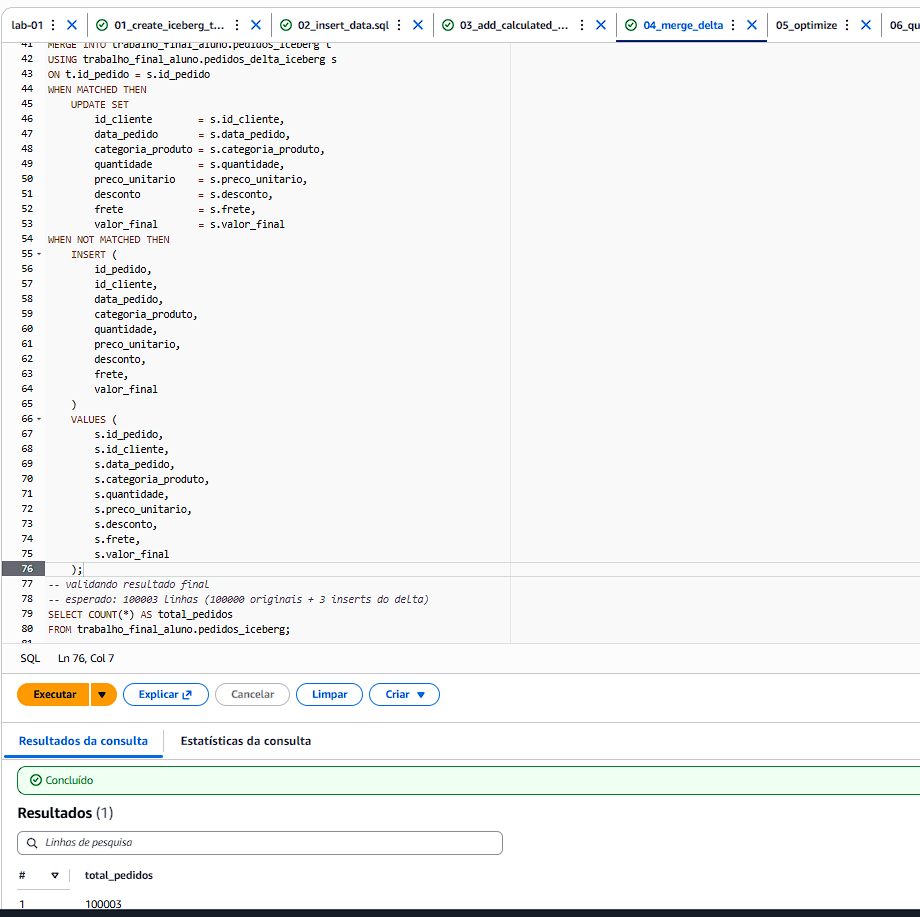 lab-01 01_create_iceberg_t... 02_insert_data.sql 03_add_calculated_... 04_merge_delta 05_optimize 06_qu
41 MERGE INTO trabalho_final_aluno.pedidos_iceberg t
42 USING trabalho_final_aluno.pedidos_delta_iceberg s
43 ON t.id_pedido = s.id_pedido
44 WHEN MATCHED THEN
45 UPDATE SET
46 id_cliente = s.id_cliente,
47 data_pedido = s.data_pedido,
48 categoria_produto = s.categoria_produto,
49 quantidade = s.quantidade,
50 preco_unitario = s.preco_unitario,
51 desconto = s.desconto,
52 frete = s.frete,
53 valor_final = s.valor_final
54 WHEN NOT MATCHED THEN
55 INSERT (
56 id_pedido,
57 id_cliente,
58 data_pedido,
59 categoria_produto,
60 quantidade,
61 preco_unitario,
62 desconto,
63 frete,
64 valor_final
65 )
66 VALUES (
67 s.id_pedido,
68 s.id_cliente,
69 s.data_pedido,
70 s.categoria_produto,
71 s.quantidade,
72 s.preco_unitario,
73 s.desconto,
74 s.frete,
75 s.valor_final
76 );
77 -- validando resultado final
78 -- esperado: 100003 linhas (100000 originais + 3 inserts do delta)
79 SELECT COUNT(*) AS total_pedidos
80 FROM trabalho_final_aluno.pedidos_iceberg;
81
SQL Ln 76, Col 7
Executar Explicar Cancelar Limpar Criar
Resultados da consulta Estatísticas da consulta
Concluído
Resultados (1)
Linhas de pesquisa
# total_pedidos
1 100003